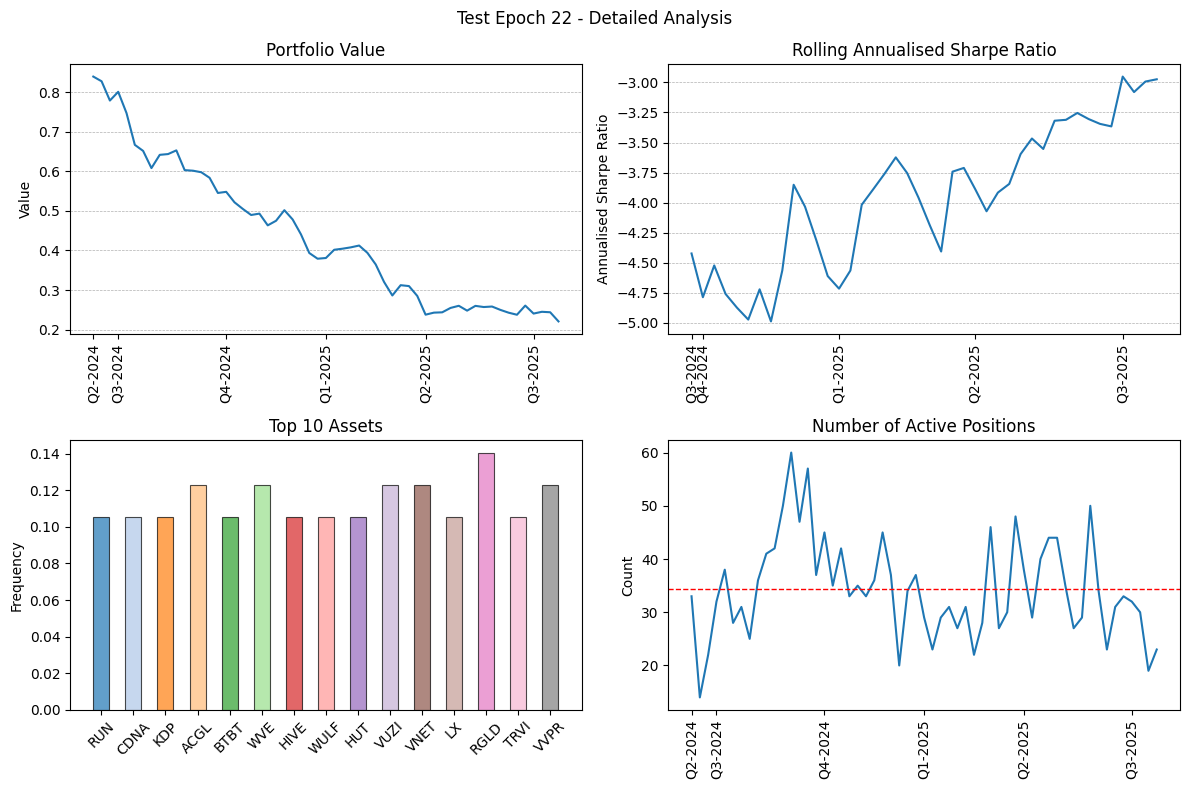 Test Epoch 22 - Detailed Analysis
Portfolio Value
Value
0.8
0.7
0.6
0.5
0.4
0.3
0.2
Q2-2024
Q3-2024
Q4-2024
Q1-2025
Q2-2025
Q3-2025
Rolling Annualised Sharpe Ratio
Annualised Sharpe Ratio
−3.00
−3.25
−3.50
−3.75
−4.00
−4.25
−4.50
−4.75
−5.00
Q3-2024
Q4-2024
Q1-2025
Q2-2025
Q3-2025
Top 10 Assets
Frequency
0.14
0.12
0.10
0.08
0.06
0.04
0.02
0.00
RUN
CDNA
KDP
ACGL
BTBT
WVE
HIVE
WULF
HUT
VUZI
VNET
LX
RGLD
TRVI
VVPR
Number of Active Positions
Count
60
50
40
30
20
Q2-2024
Q3-2024
Q4-2024
Q1-2025
Q2-2025
Q3-2025